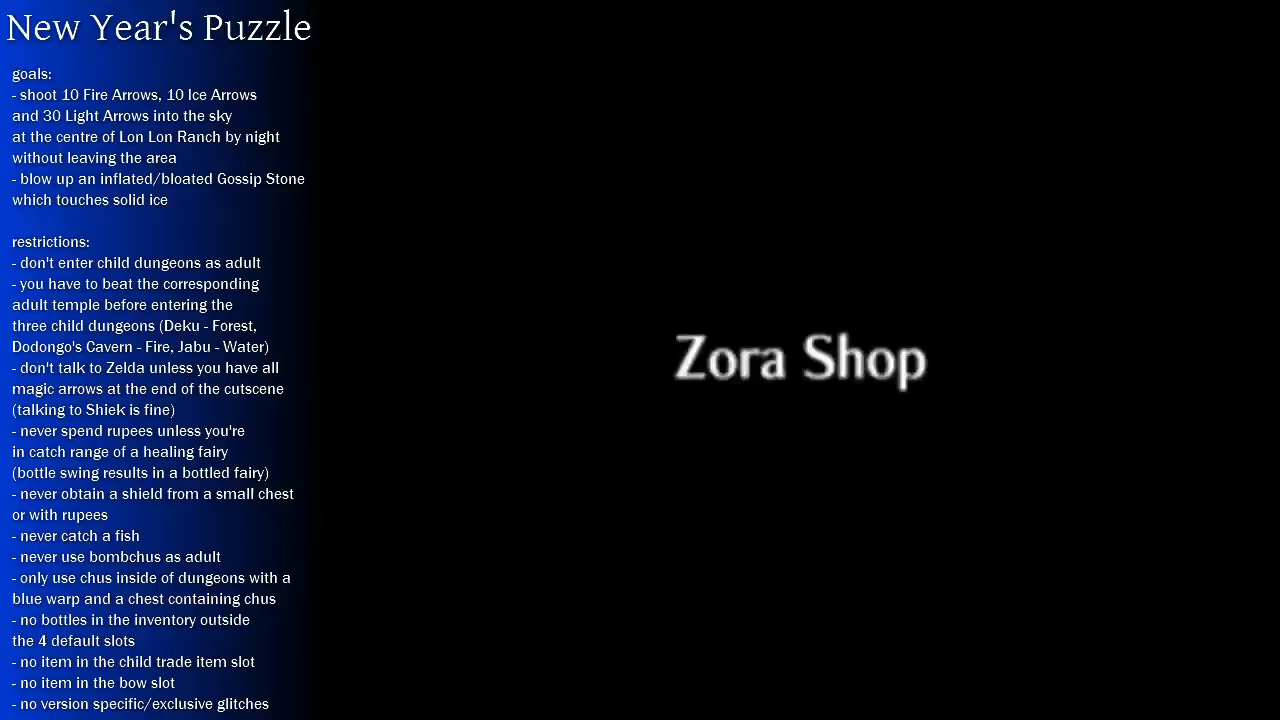 New Year's Puzzle
goals:
- shoot 10 Fire Arrows, 10 Ice Arrows
and 30 Light Arrows into the sky
at the centre of Lon Lon Ranch by night
without leaving the area
- blow up an inflated/bloated Gossip Stone
which touches solid ice
restrictions:
- don't enter child dungeons as adult
- you have to beat the corresponding
adult temple before entering the
three child dungeons (Deku - Forest,
Dodongo's Cavern - Fire, Jabu - Water)
- don't talk to Zelda unless you have all
magic arrows at the end of the cutscene
(talking to Shiek is fine)
- never spend rupees unless you're
in catch range of a healing fairy
(bottle swing results in a bottled fairy)
- never obtain a shield from a small chest
or with rupees
- never catch a fish
- never use bombchus as adult
- only use chus inside of dungeons with a
blue warp and a chest containing chus
- no bottles in the inventory outside
the 4 default slots
- no item in the child trade item slot
- no item in the bow slot
- no version specific/exclusive glitches
Zora Shop